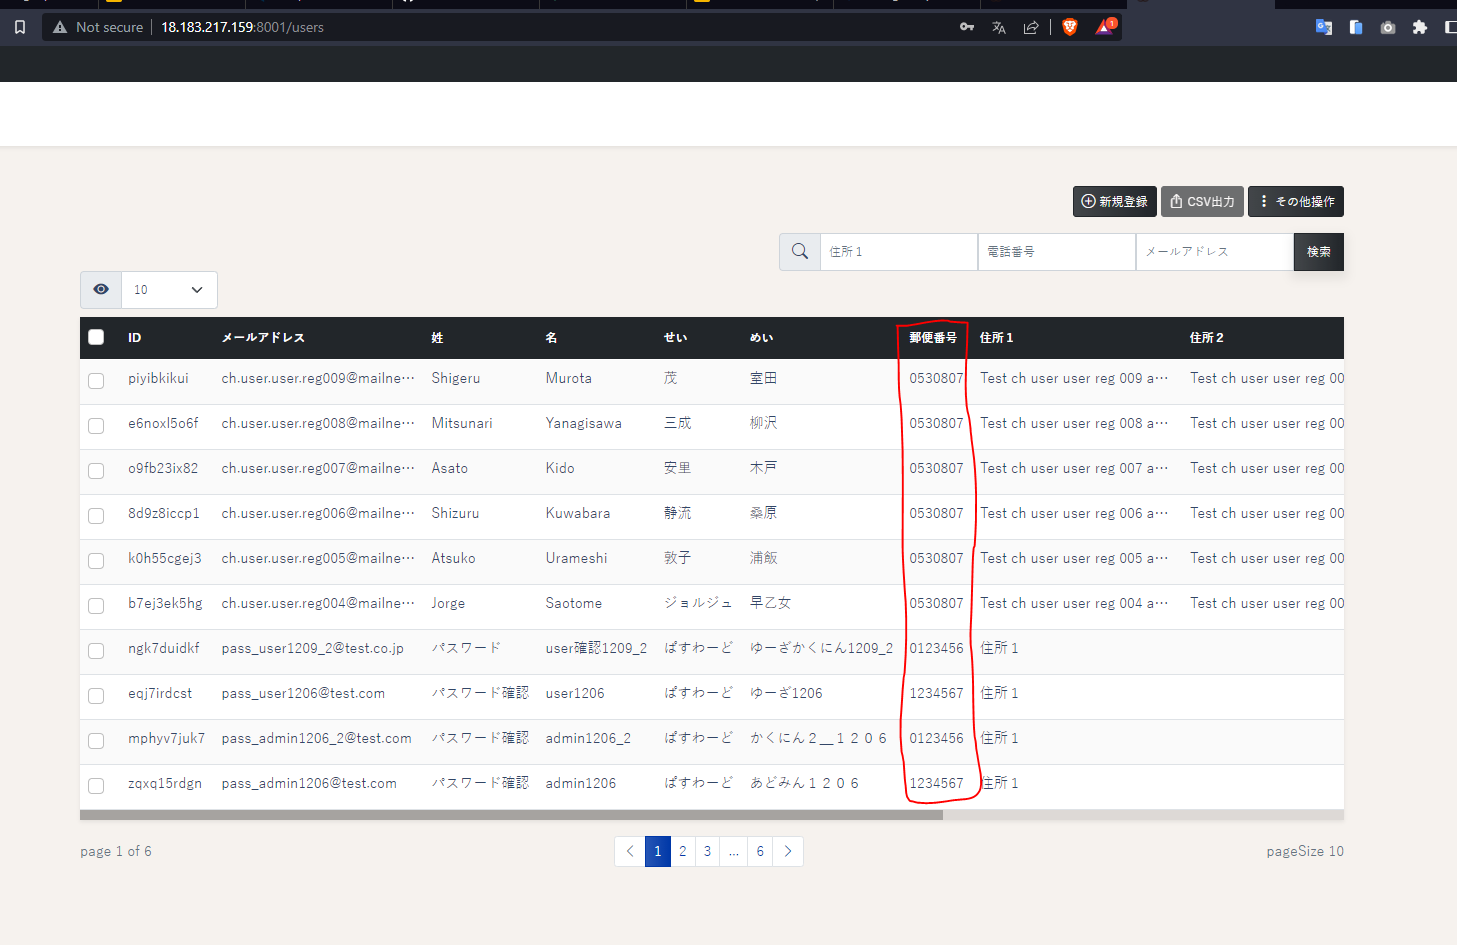 Not secure 18.183.217.159:8001/users
1
新規登録 CSV出力 その他操作
住所１ 電話番号 メールアドレス 検索
10
ID メールアドレス 姓 名 せい めい 郵便番号 住所１ 住所２
piyibkikui ch.user.user.reg009@mailne… Shigeru Murota 茂 室田 0530807 Test ch user user reg 009 a… Test ch user user reg 00
e6noxl5o6f ch.user.user.reg008@mailne… Mitsunari Yanagisawa 三成 柳沢 0530807 Test ch user user reg 008 a… Test ch user user reg 00
o9fb23ix82 ch.user.user.reg007@mailne… Asato Kido 安里 木戸 0530807 Test ch user user reg 007 a… Test ch user user reg 00
8d9z8iccp1 ch.user.user.reg006@mailne… Shizuru Kuwabara 静流 桑原 0530807 Test ch user user reg 006 a… Test ch user user reg 00
k0h55cgej3 ch.user.user.reg005@mailne… Atsuko Urameshi 敦子 浦飯 0530807 Test ch user user reg 005 a… Test ch user user reg 00
b7ej3ek5hg ch.user.user.reg004@mailne… Jorge Saotome ジョルジュ 早乙女 0530807 Test ch user user reg 004 a… Test ch user user reg 00
ngk7duidkf pass_user1209_2@test.co.jp パスワード user確認1209_2 ぱすわーど ゆーざかくにん1209_2 0123456 住所１
eqj7irdcst pass_user1206@test.com パスワード確認 user1206 ぱすわーど ゆーざ1206 1234567 住所１
mphyv7juk7 pass_admin1206_2@test.com パスワード確認 admin1206_2 ぱすわーど かくにん２＿１２０６ 0123456 住所１
zqxq15rdgn pass_admin1206@test.com パスワード確認 admin1206 ぱすわーど あどみん１２０６ 1234567 住所１
page 1 of 6 1 2 3 ... 6 pageSize 10